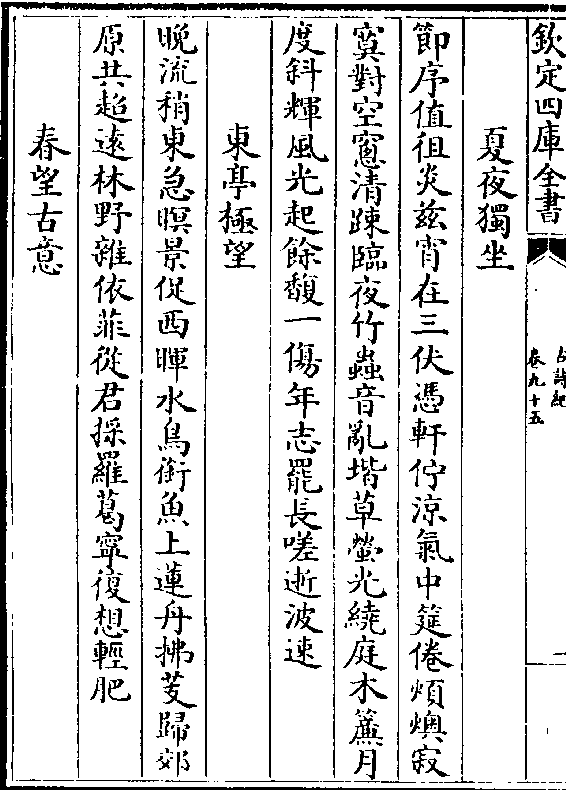 欽定四庫全書
古詩紀
卷九十五
夏夜獨坐
節序值徂炎兹宵在三伏憑軒佇涼氣中筵倦煩燠寂
寞對空窻清疎臨夜竹蟲音亂堦草螢光繞庭木簾月
度斜輝風光起餘馥一傷年志罷長嗟逝波速
東亭極望
晚流稍東急暝景促西暉水鳥銜魚上蓮舟拂芰歸郊
原共超遠林野雜依菲從君採羅葛寧復想輕肥
春望古意